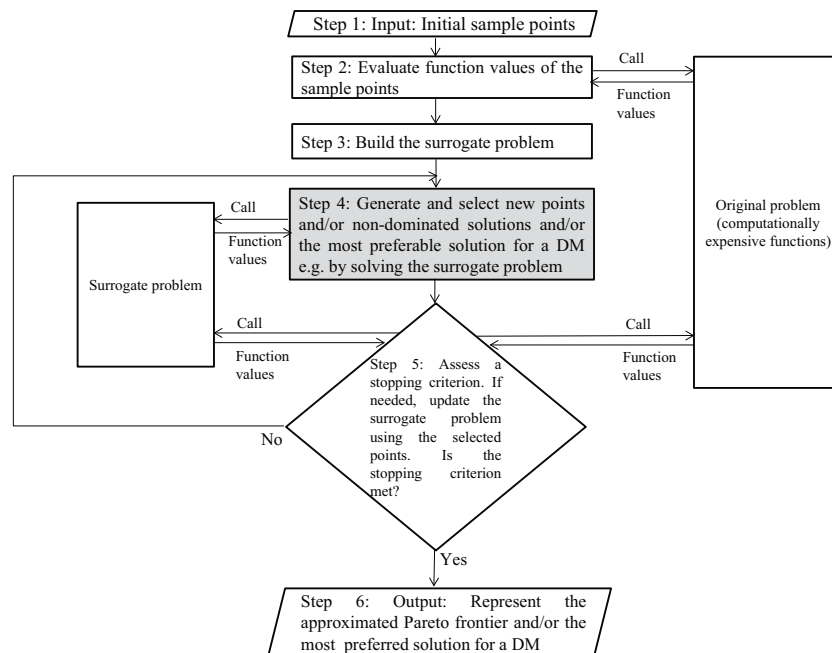 Step 1: Input: Initial sample points
Step 2: Evaluate function values of the
sample points
Call
Function
values
Step 3: Build the surrogate problem
Original problem
(computationally
expensive functions)
Step 4: Generate and select new points
and/or non-dominated solutions and/or
the most preferable solution for a DM
e.g. by solving the surrogate problem
Call
Function
values
Surrogate problem
Call
Function
values
Call
Function
values
Step 5: Assess a
stopping criterion. If
needed, update the
surrogate problem
using the selected
points. Is the
stopping criterion
met?
No
Yes
Step 6: Output: Represent the
approximated Pareto frontier and/or the
most preferred solution for a DM